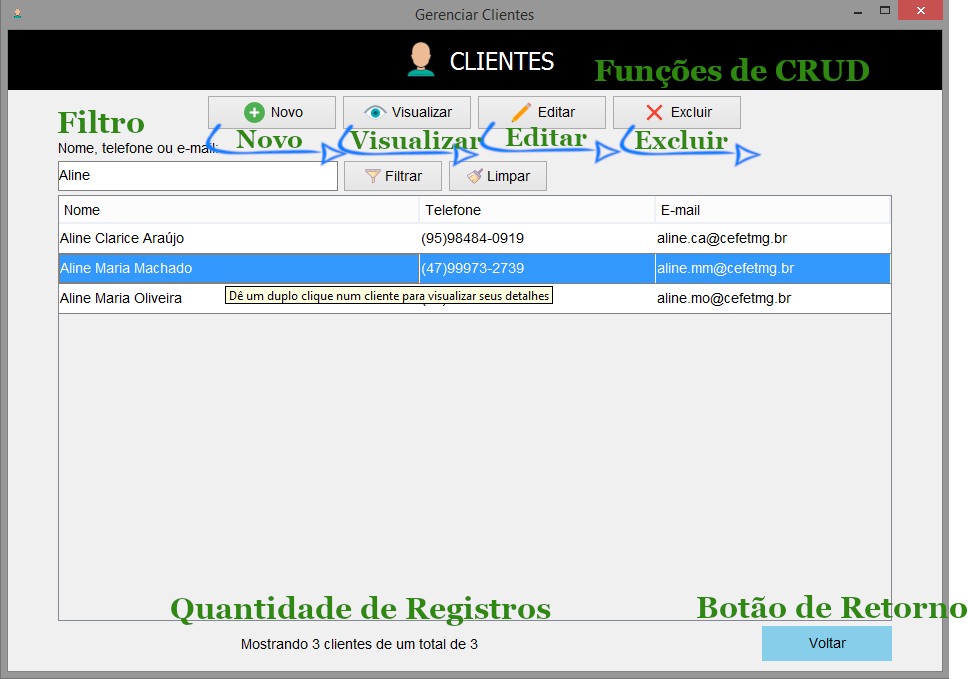 Gerenciar Clientes
CLIENTES
Funções de CRUD
Novo Visualizar Editar Excluir
Filtro
Novo Visualizar Editar Excluir
Nome, telefone ou e-mail:
Aline Filtrar Limpar
Nome Telefone E-mail
Aline Clarice Araújo (95)98484-0919 aline.ca@cefetmg.br
Aline Maria Machado (47)99973-2739 aline.mm@cefetmg.br
Aline Maria Oliveira aline.mo@cefetmg.br
Dê um duplo clique num cliente para visualizar seus detalhes
Quantidade de Registros
Botão de Retorno
Mostrando 3 clientes de um total de 3
Voltar